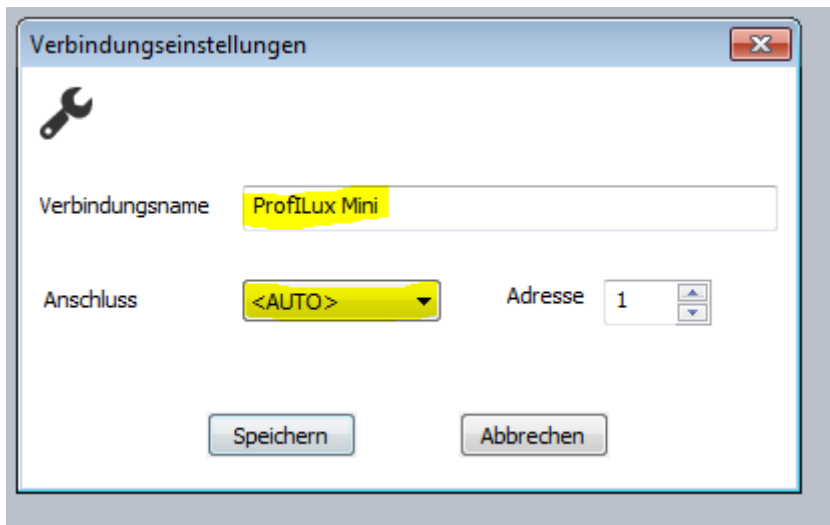 Verbindungseinstellungen
Verbindungsname ProfILux Mini
Anschluss <AUTO> Adresse 1
Speichern Abbrechen